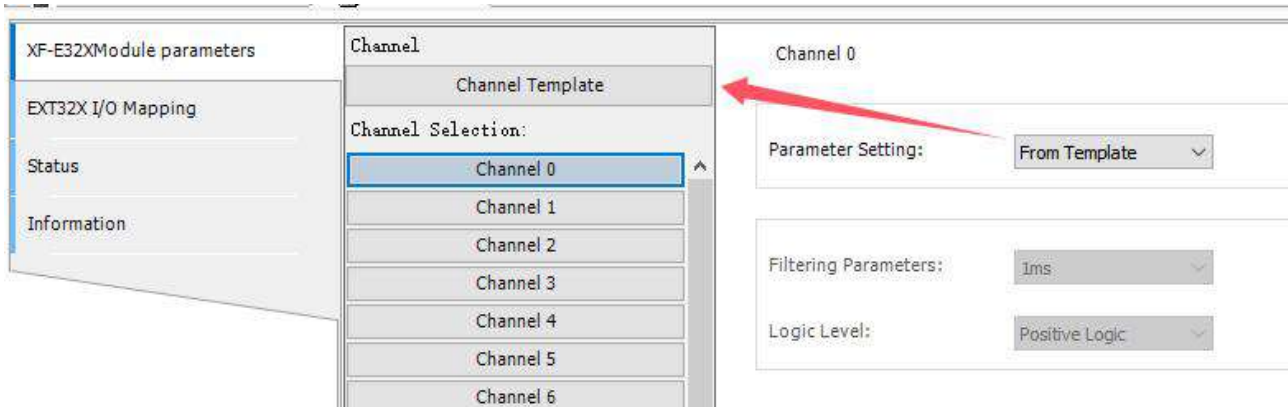 XF-E32XModule parameters
EXT32X I/O Mapping
Status
Information
Channel
Channel Template
Channel Selection:
Channel 0
Channel 1
Channel 2
Channel 3
Channel 4
Channel 5
Channel 6
Channel 0
Parameter Setting: From Template
Filtering Parameters: 1ms
Logic Level: Positive Logic